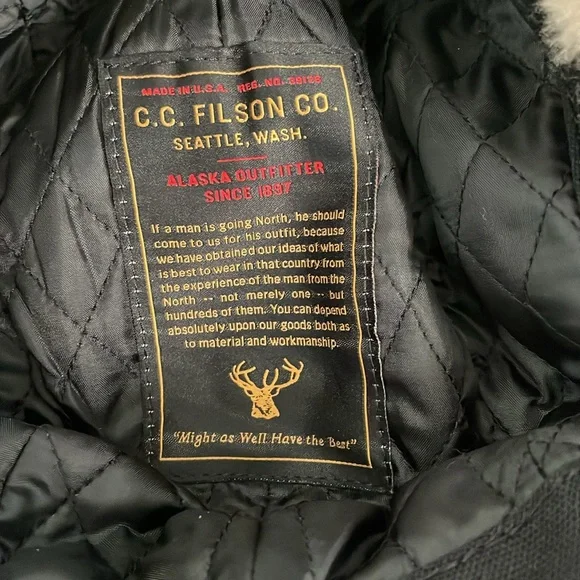 MADE IN U.S.A. REG. NO. 39126
C.C. FILSON CO.
SEATTLE, WASH.
ALASKA OUTFITTER
SINCE 1897
If a man is going North, he should
come to us for his outfit, because
we have obtained our ideas of what
is best to wear in that country from
the experience of the man from the
North -- not merely one -- but
hundreds of them. You can depend
absolutely upon our goods both as
to material and workmanship.
"Might as Well Have the Best"